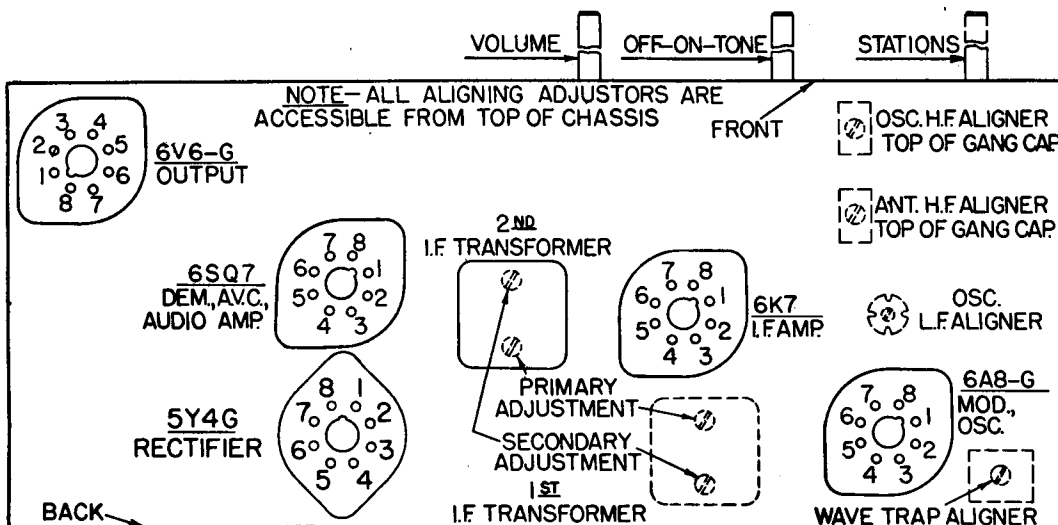 VOLUME
OFF-ON-TONE
STATIONS
NOTE-ALL ALIGNING ADJUSTORS ARE
ACCESSIBLE FROM TOP OF CHASSIS
FRONT
OSC. H.F. ALIGNER
TOP OF GANG CAP.
3 4
2 5
1 6
8 7
6V6-G
OUTPUT
ANT. H.F. ALIGNER
TOP OF GANG CAP.
2ND
I.F. TRANSFORMER
7 8
6 1
5 2
4 3
6SQ7
DEM., A.V.C.,
AUDIO AMP.
7 8
6 1
5 2
4 3
6K7
I.F. AMP.
OSC.
L.F. ALIGNER
PRIMARY
ADJUSTMENT
8 1
7 2
6 3
5 4
5Y4G
RECTIFIER
SECONDARY
ADJUSTMENT
7 8
6 1
5 2
4 3
6A8-G
MOD.,
OSC.
1ST
I.F. TRANSFORMER
BACK
WAVE TRAP ALIGNER